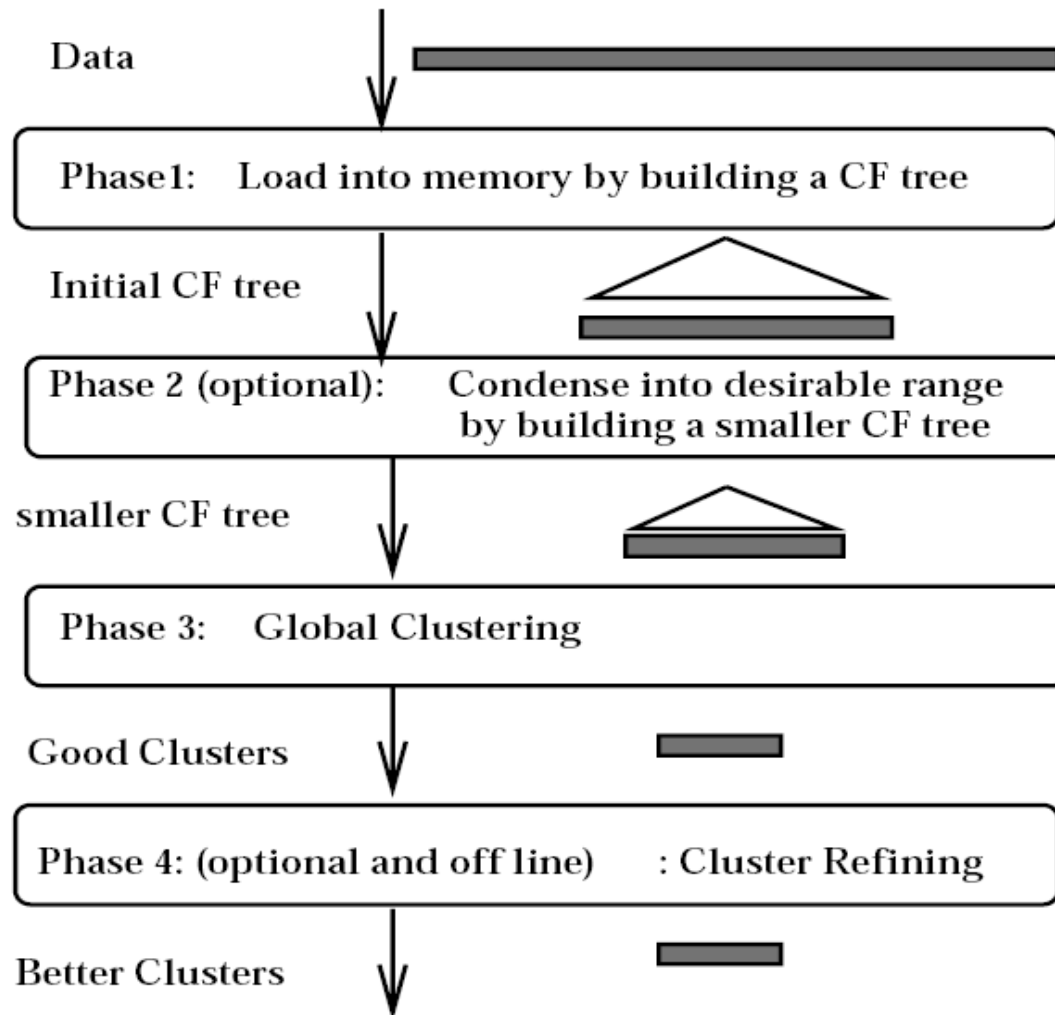 Data
Phase1: Load into memory by building a CF tree
Initial CF tree
Phase 2 (optional): Condense into desirable range
by building a smaller CF tree
smaller CF tree
Phase 3: Global Clustering
Good Clusters
Phase 4: (optional and off line) : Cluster Refining
Better Clusters